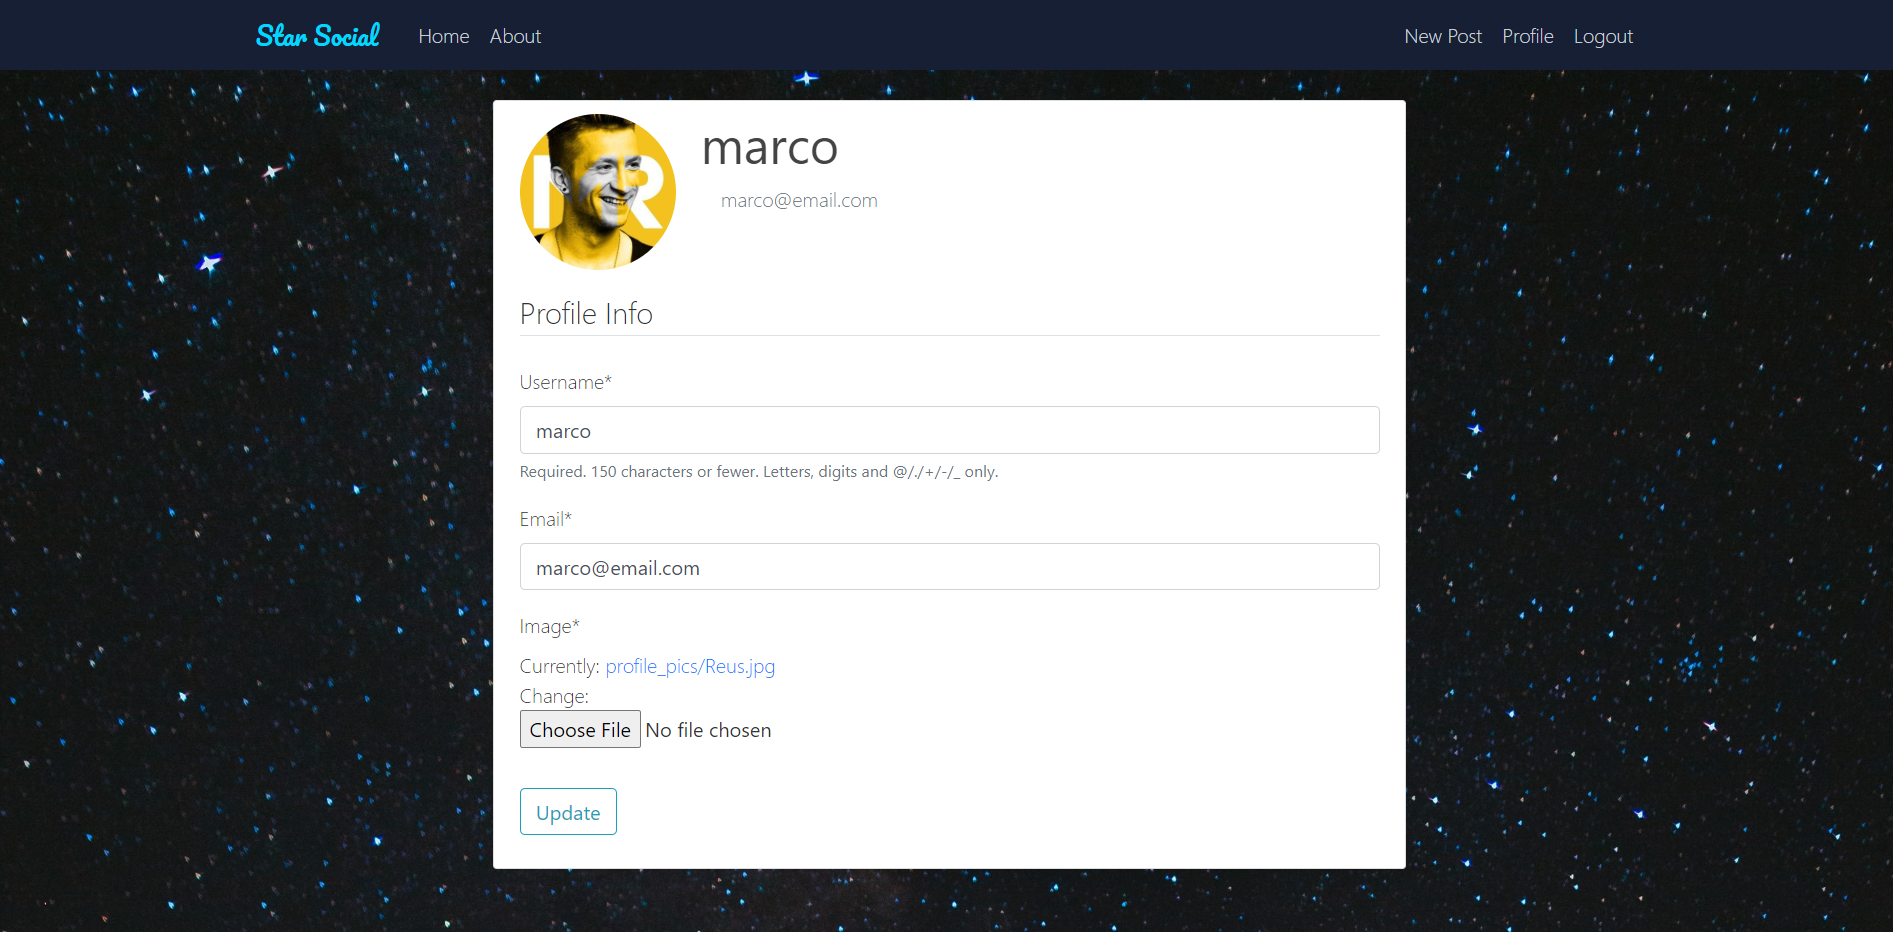 Star Social Home About New Post Profile Logout
marco
marco@email.com
Profile Info
Username*
marco
Required. 150 characters or fewer. Letters, digits and @/./+/-/_ only.
Email*
marco@email.com
Image*
Currently: profile_pics/Reus.jpg
Change:
Choose File No file chosen
Update